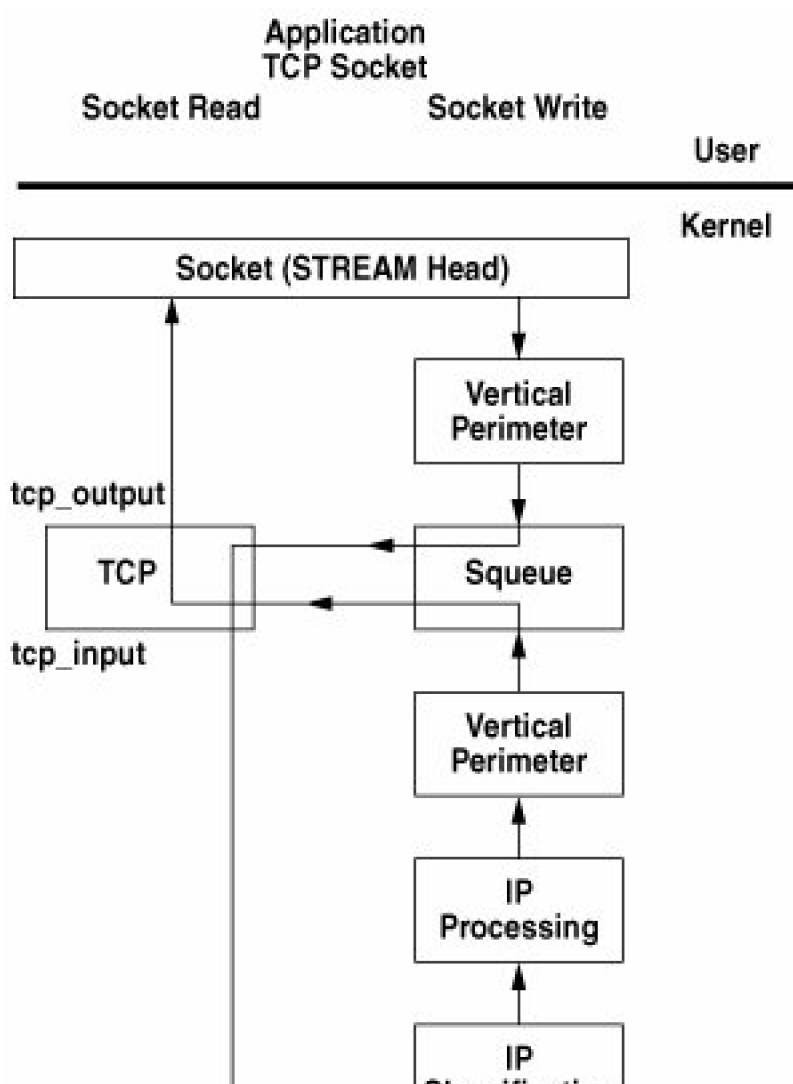 Application
TCP Socket
Socket Read
Socket Write
User
Kernel
Socket (STREAM Head)
Vertical
Perimeter
tcp_output
TCP
Squeue
tcp_input
Vertical
Perimeter
IP
Processing
IP